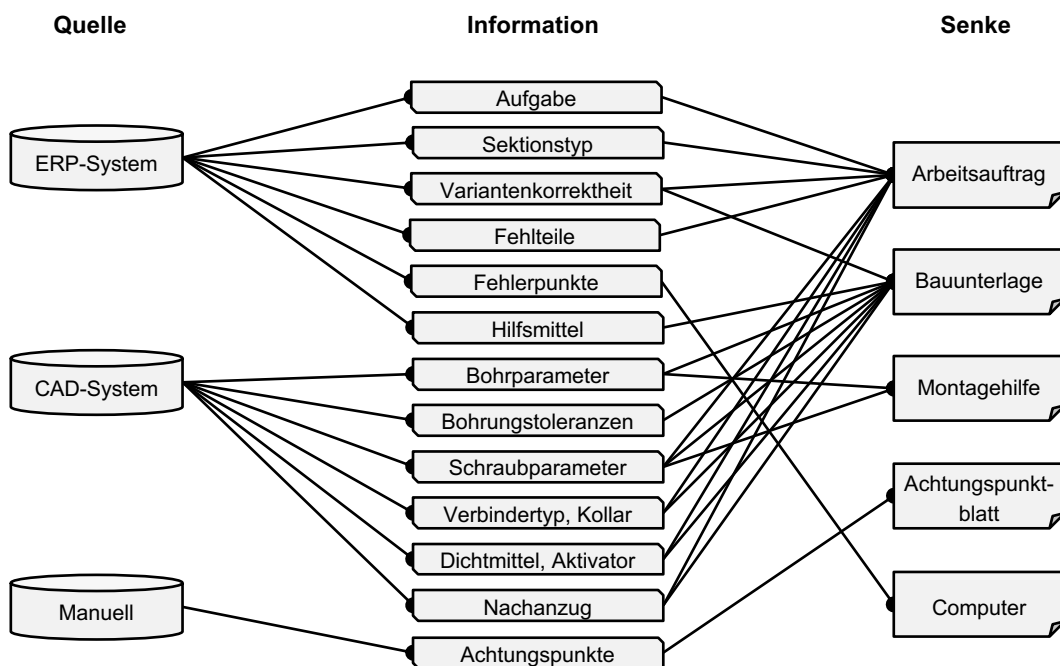 Quelle
Information
Senke
ERP-System
CAD-System
Manuell
Aufgabe
Sektionstyp
Variantenkorrektheit
Fehlteile
Fehlerpunkte
Hilfsmittel
Bohrparameter
Bohrungstoleranzen
Schraubparameter
Verbindertyp, Kollar
Dichtmittel, Aktivator
Nachanzug
Achtungspunkte
Arbeitsauftrag
Bauunterlage
Montagehilfe
Achtungspunkt-
blatt
Computer